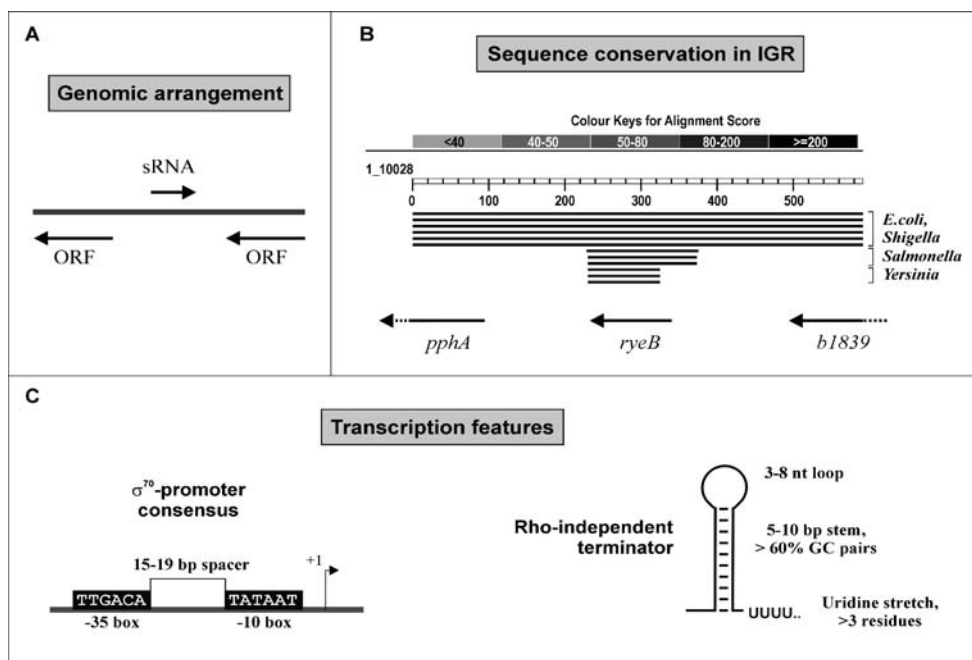 A
Genomic arrangement
sRNA
ORF
ORF
B
Sequence conservation in IGR
Colour Keys for Alignment Score
<40 40-50 50-80 80-200 >=200
1_10028
0 100 200 300 400 500
E.coli,
Shigella
Salmonella
Yersinia
pphA ryeB b1839
C
Transcription features
σ70-promoter
consensus
15-19 bp spacer
+1
TTGACA TATAAT
-35 box -10 box
Rho-independent
terminator
3-8 nt loop
5-10 bp stem,
> 60% GC pairs
UUUU..
Uridine stretch,
>3 residues